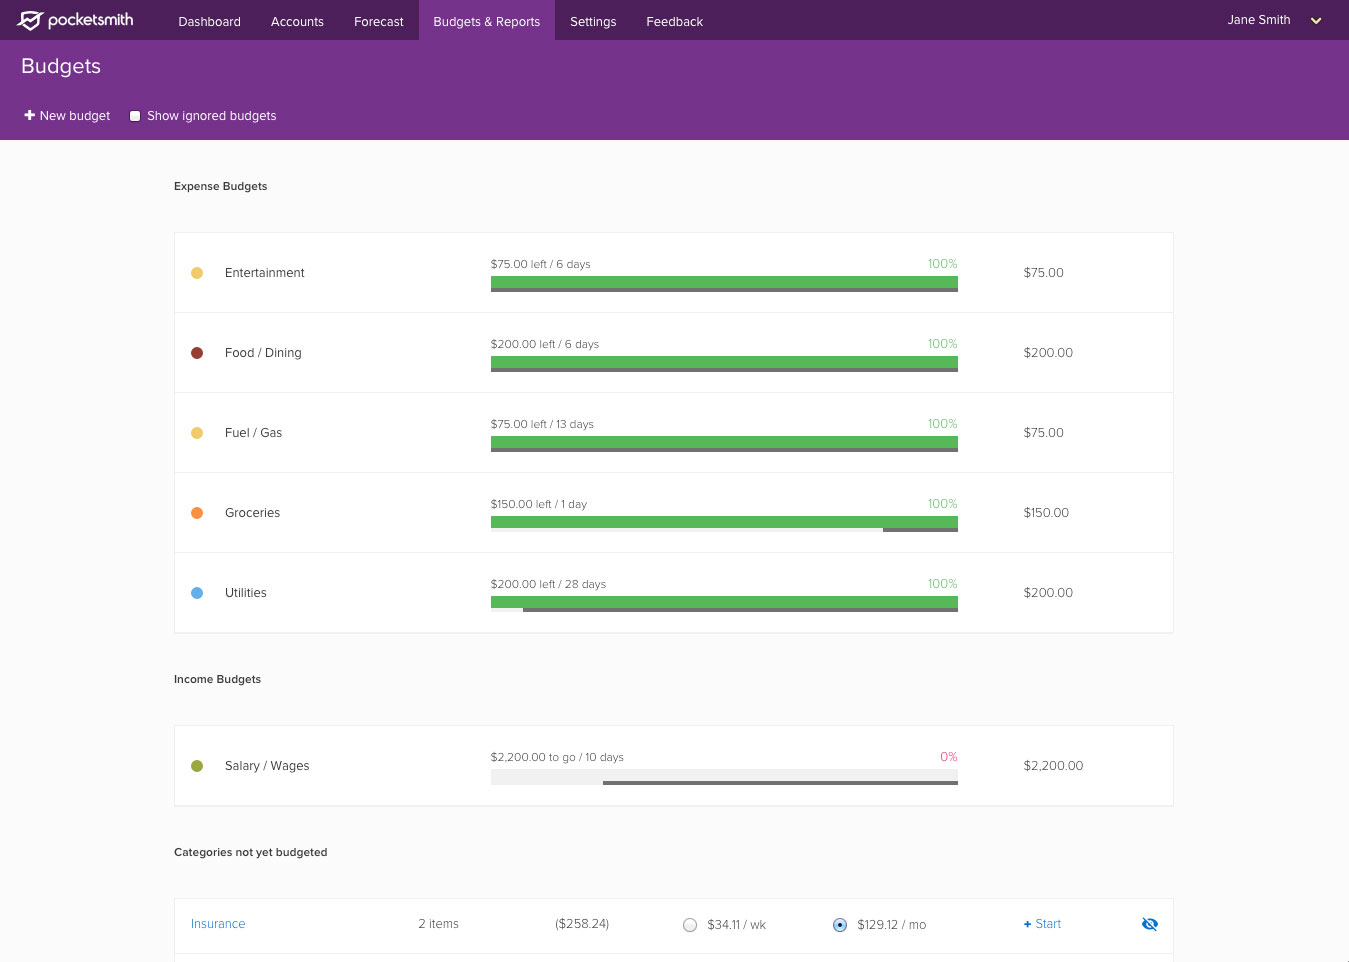 pocketsmith Dashboard Accounts Forecast Budgets & Reports Settings Feedback Jane Smith
Budgets
+ New budget Show ignored budgets
Expense Budgets
$75.00 left / 6 days 100%
Entertainment $75.00
$200.00 left / 6 days 100%
Food / Dining $200.00
$75.00 left / 13 days 100%
Fuel / Gas $75.00
$150.00 left / 1 day 100%
Groceries $150.00
$200.00 left / 28 days 100%
Utilities $200.00
Income Budgets
$2,200.00 to go / 10 days 0%
Salary / Wages $2,200.00
Categories not yet budgeted
Insurance 2 items ($258.24) $34.11 / wk $129.12 / mo + Start